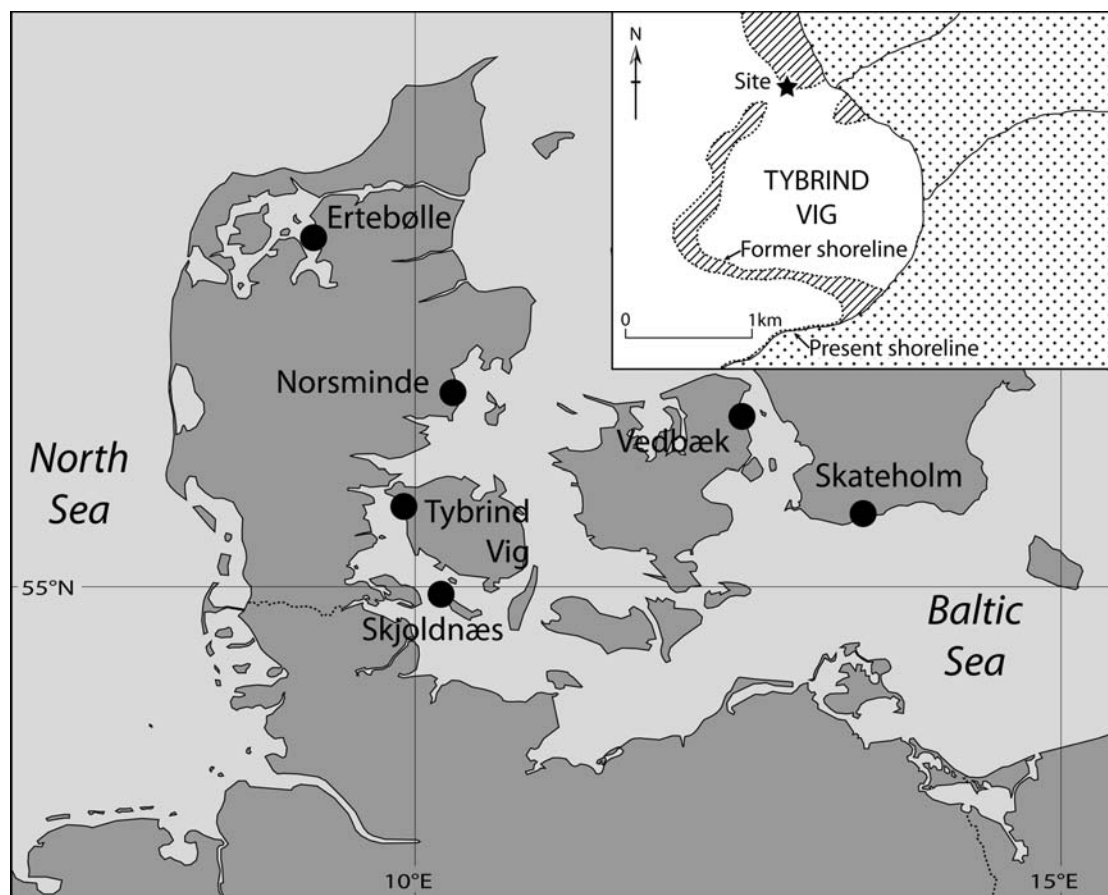 N
Site
TYBRIND
VIG
Former shoreline
0
1km
Present shoreline
Ertebølle
Norsminde
Vedbæk
Skateholm
North
Sea
Tybrind
Vig
55°N
Skjoldnæs
Baltic
Sea
10°E
15°E